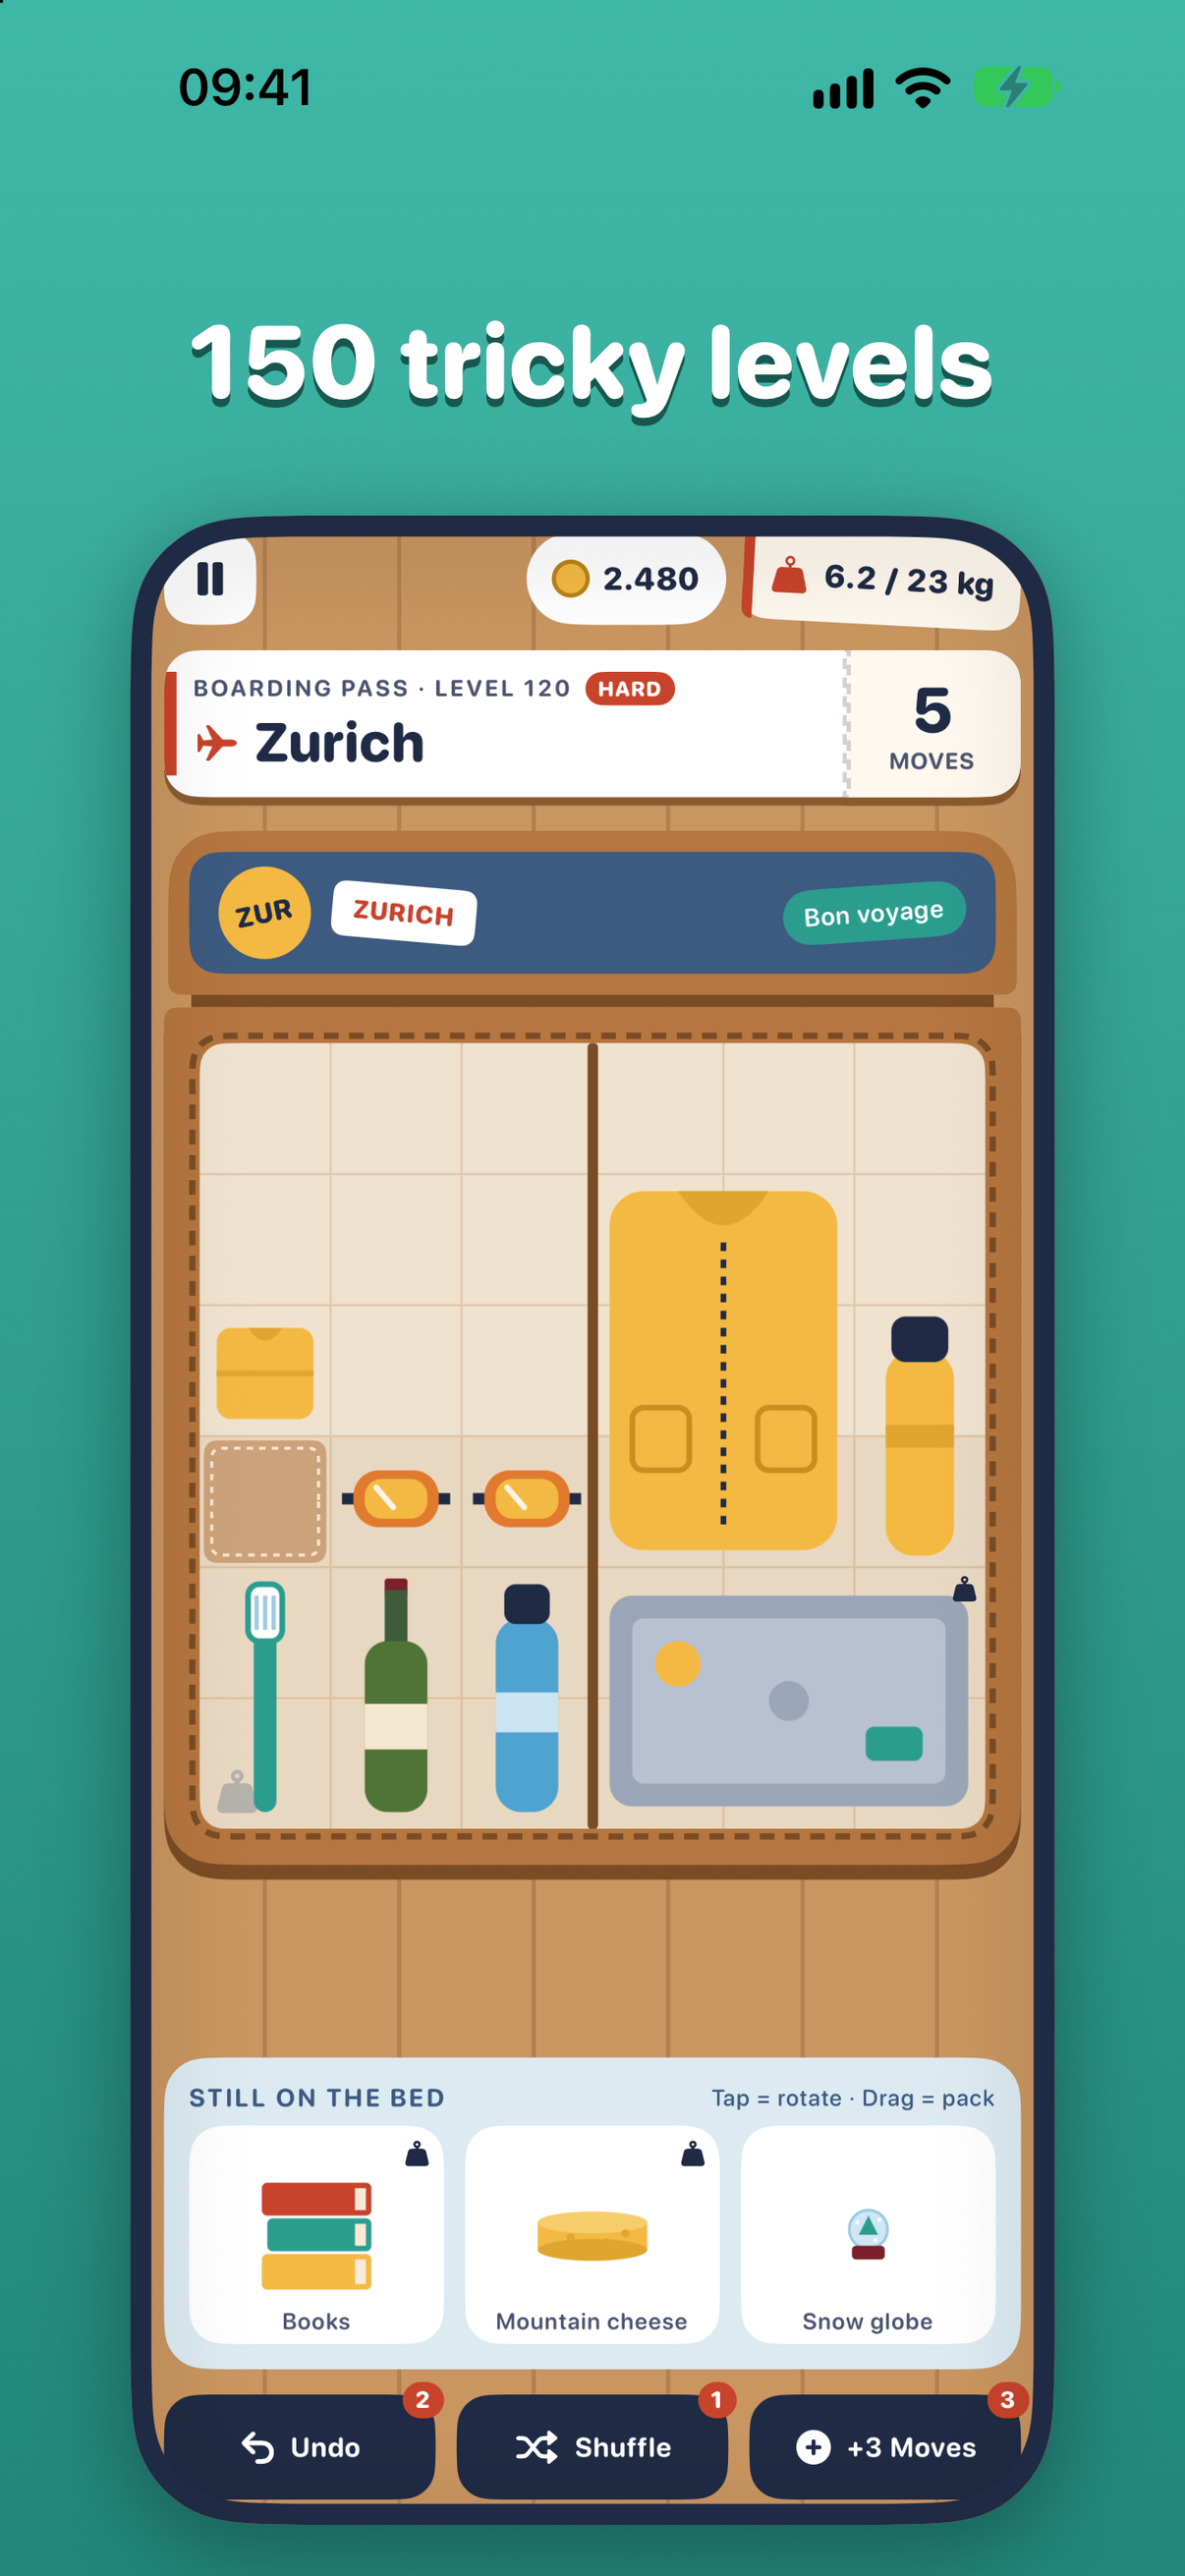 09:41
150 tricky levels
2.480
6.2 / 23 kg
BOARDING PASS · LEVEL 120 HARD
Zurich
5
MOVES
ZUR
ZURICH
Bon voyage
STILL ON THE BED
Tap = rotate · Drag = pack
Books
Mountain cheese
Snow globe
2
1
3
Undo
Shuffle
+3 Moves